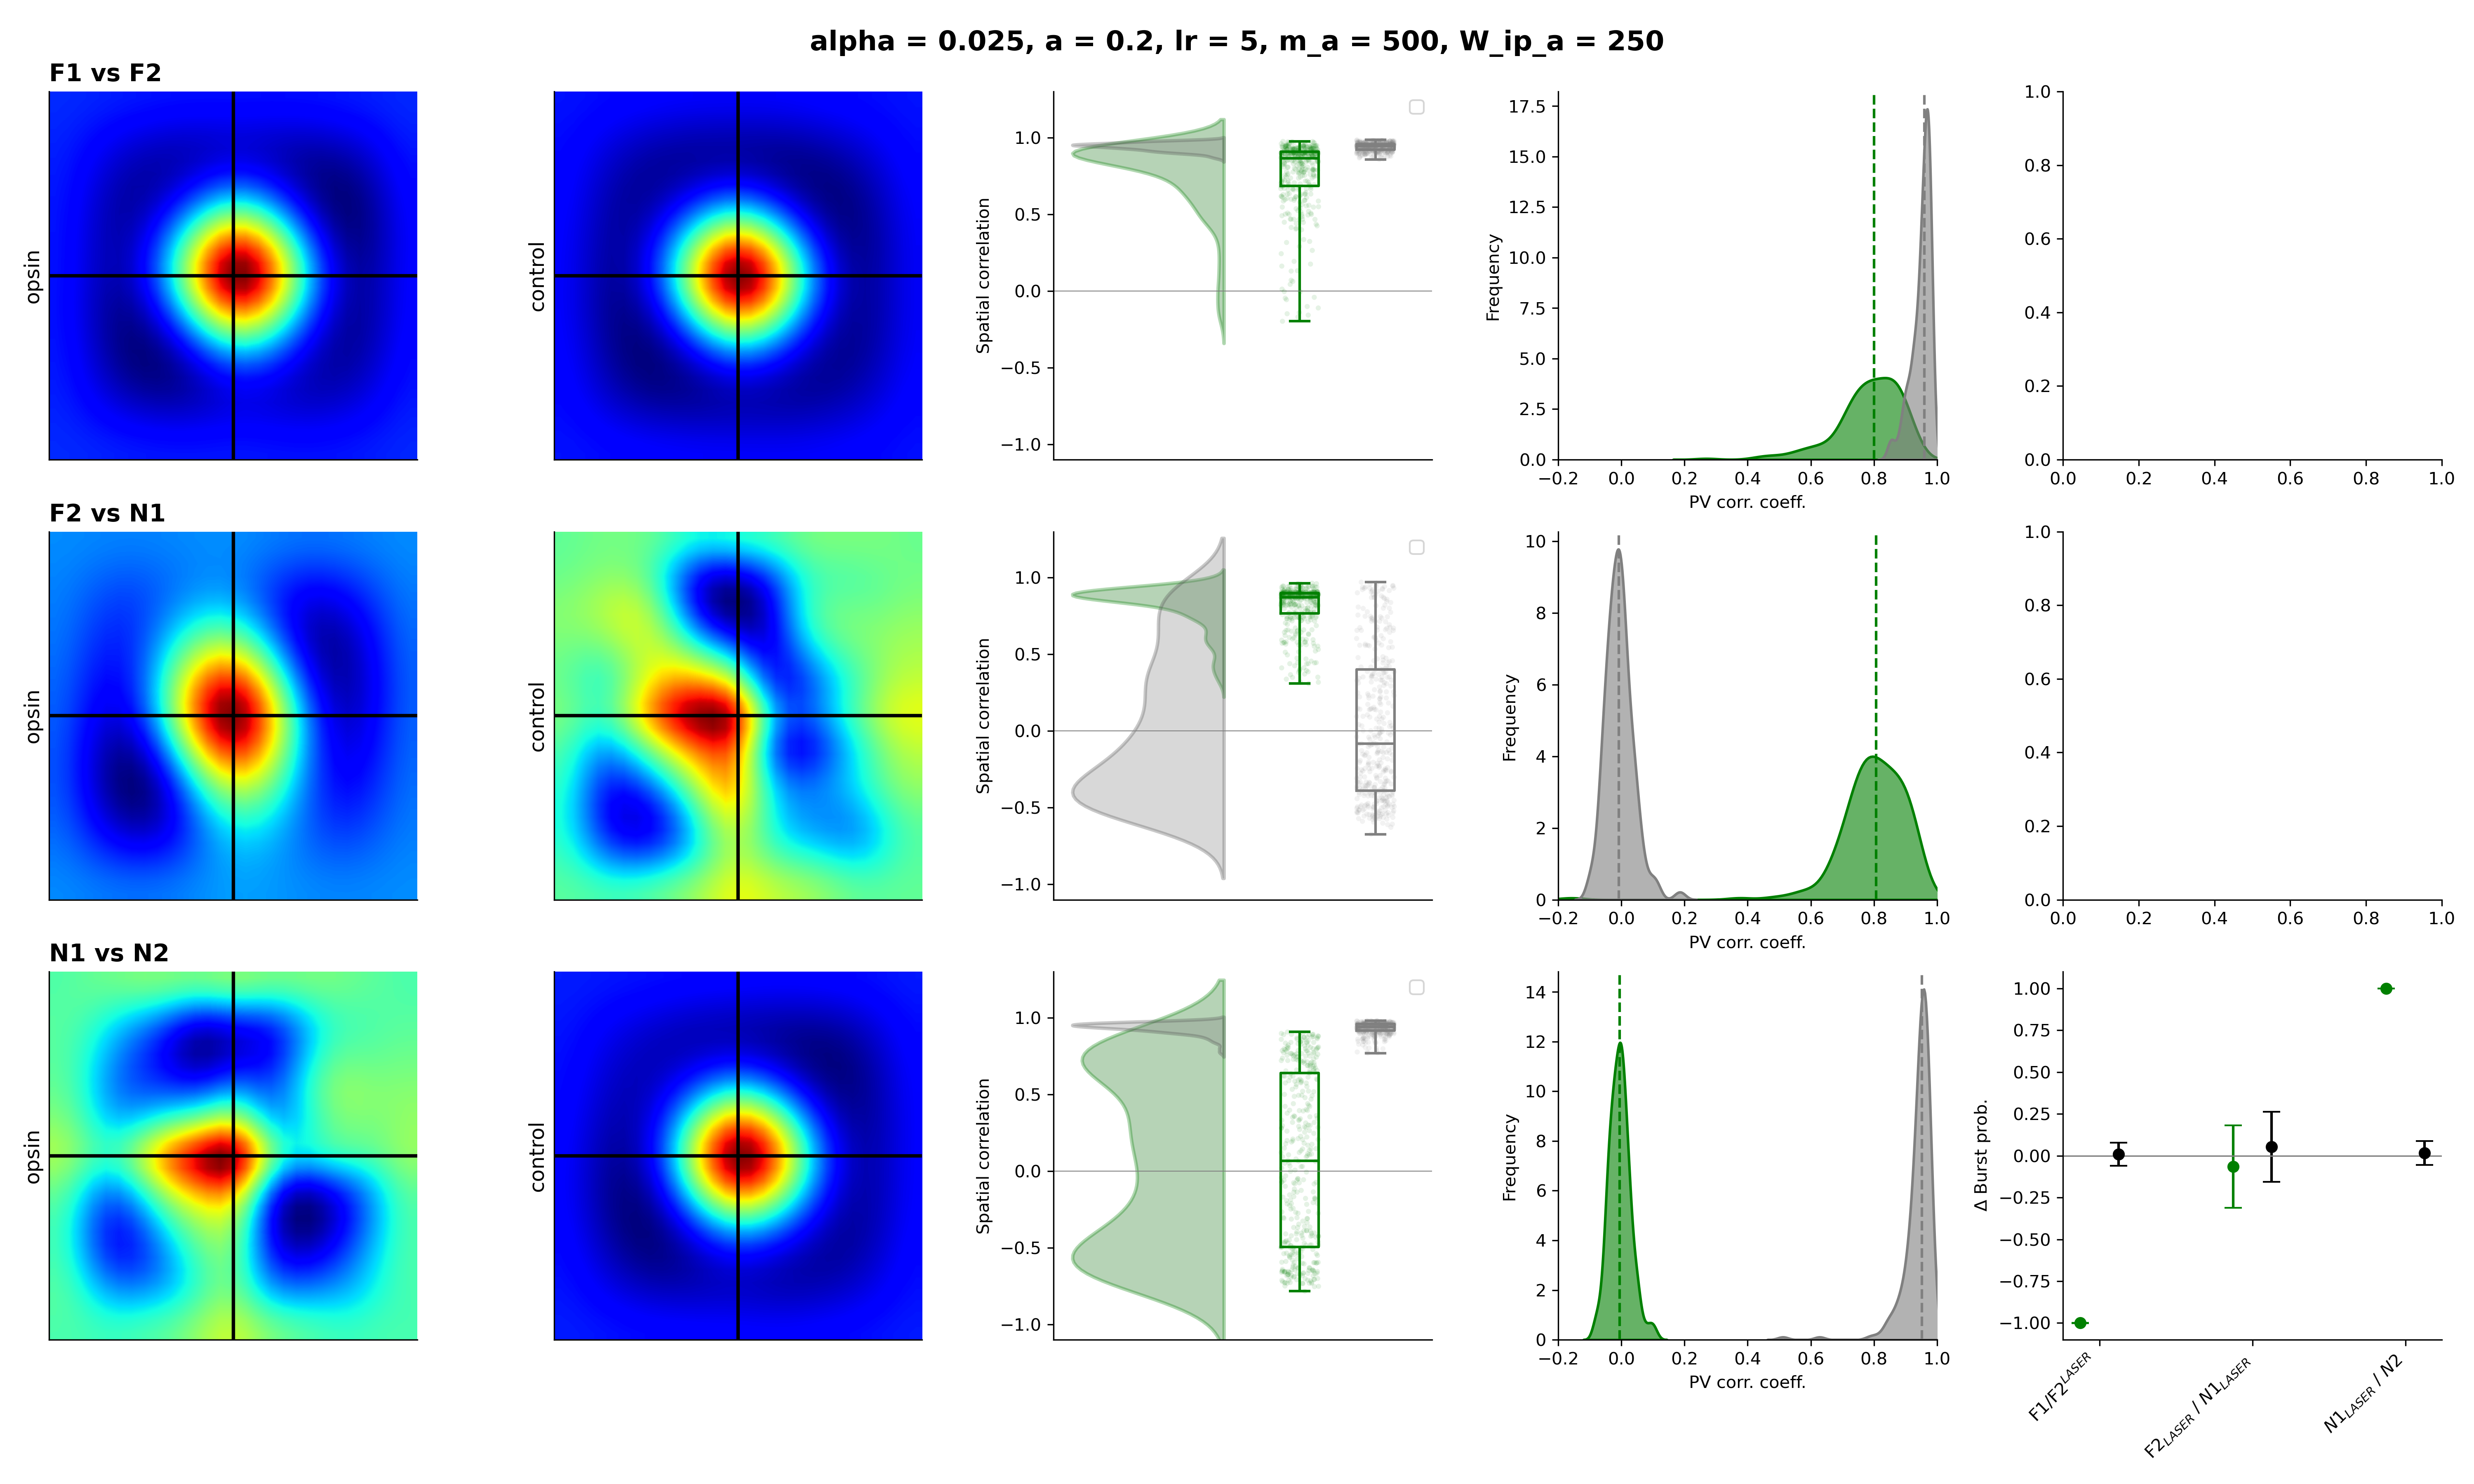 alpha = 0.025, a = 0.2, lr = 5, m_a = 500, W_ip_a = 250
F1 vs F2
opsin
control
Spatial correlation
1.0
0.5
0.0
−0.5
−1.0
Frequency
17.5
15.0
12.5
10.0
7.5
5.0
2.5
0.0
−0.2 0.0 0.2 0.4 0.6 0.8 1.0
PV corr. coeff.
1.0
0.8
0.6
0.4
0.2
0.0
0.0 0.2 0.4 0.6 0.8 1.0
F2 vs N1
opsin
control
Spatial correlation
1.0
0.5
0.0
−0.5
−1.0
Frequency
10
8
6
4
2
0
−0.2 0.0 0.2 0.4 0.6 0.8 1.0
PV corr. coeff.
1.0
0.8
0.6
0.4
0.2
0.0
0.0 0.2 0.4 0.6 0.8 1.0
N1 vs N2
opsin
control
Spatial correlation
1.0
0.5
0.0
−0.5
−1.0
Frequency
14
12
10
8
6
4
2
0
−0.2 0.0 0.2 0.4 0.6 0.8 1.0
PV corr. coeff.
Δ Burst prob.
1.00
0.75
0.50
0.25
0.00
−0.25
−0.50
−0.75
−1.00
F1/F2^LASER
F2_LASER / N1_LASER
N1_LASER / N2